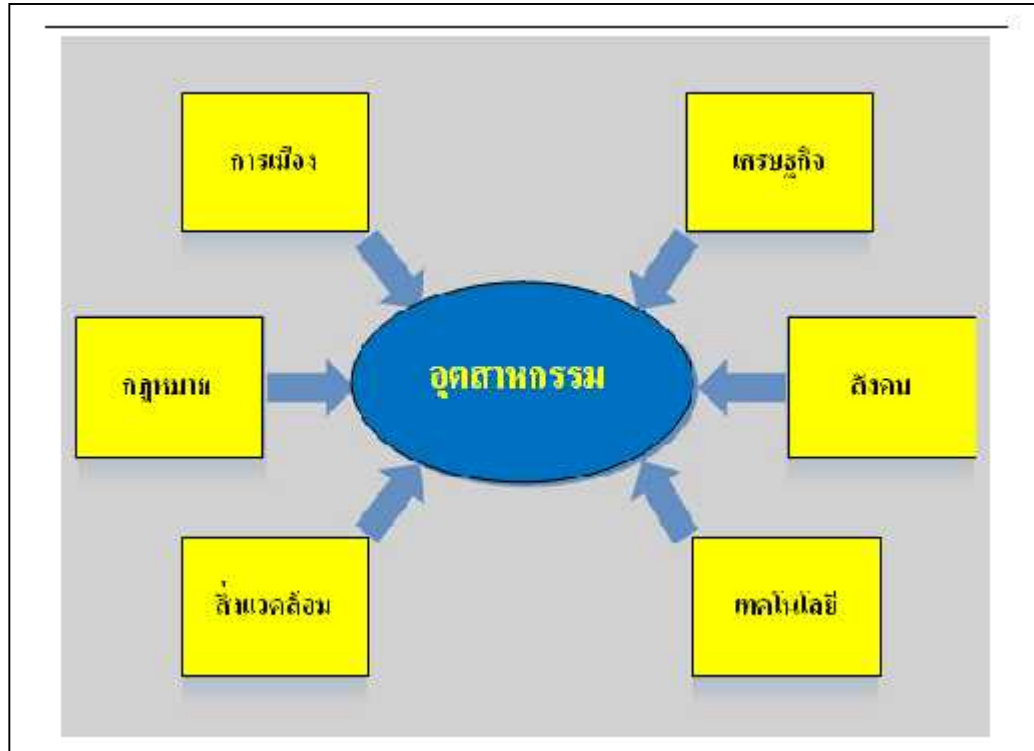 การเมือง
เศรษฐกิจ
กฎหมาย
อุตสาหกรรม
สังคม
สิ่งแวดล้อม
เทคโนโลยี